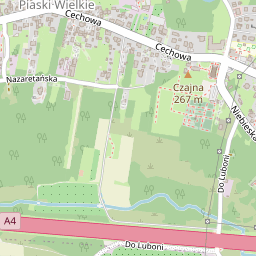 Piaski Wielkie
Cechowa
Cechowa
Nazaretańska
Czajna
267 m
Niebieska
Do Luboni
A4
Do Luboni